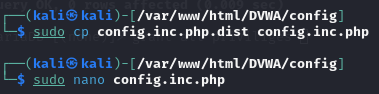 ┌──(kali㉿kali)-[/var/www/html/DVWA/config]
└─$ sudo cp config.inc.php.dist config.inc.php
┌──(kali㉿kali)-[/var/www/html/DVWA/config]
└─$ sudo nano config.inc.php